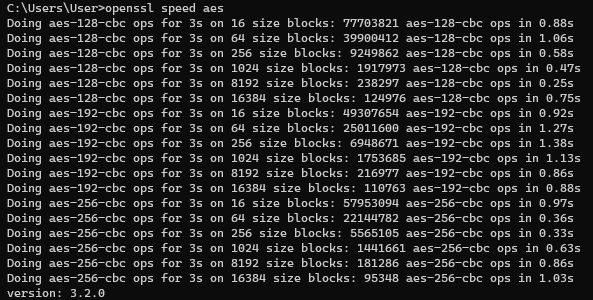 C:\Users\User>openssl speed aes
Doing aes-128-cbc ops for 3s on 16 size blocks: 77703821 aes-128-cbc ops in 0.88s
Doing aes-128-cbc ops for 3s on 64 size blocks: 39900412 aes-128-cbc ops in 1.06s
Doing aes-128-cbc ops for 3s on 256 size blocks: 9249862 aes-128-cbc ops in 0.58s
Doing aes-128-cbc ops for 3s on 1024 size blocks: 1917973 aes-128-cbc ops in 0.47s
Doing aes-128-cbc ops for 3s on 8192 size blocks: 238297 aes-128-cbc ops in 0.25s
Doing aes-128-cbc ops for 3s on 16384 size blocks: 124976 aes-128-cbc ops in 0.75s
Doing aes-192-cbc ops for 3s on 16 size blocks: 49307654 aes-192-cbc ops in 0.92s
Doing aes-192-cbc ops for 3s on 64 size blocks: 25011600 aes-192-cbc ops in 1.27s
Doing aes-192-cbc ops for 3s on 256 size blocks: 6948671 aes-192-cbc ops in 1.38s
Doing aes-192-cbc ops for 3s on 1024 size blocks: 1753685 aes-192-cbc ops in 1.13s
Doing aes-192-cbc ops for 3s on 8192 size blocks: 216977 aes-192-cbc ops in 0.86s
Doing aes-192-cbc ops for 3s on 16384 size blocks: 110763 aes-192-cbc ops in 0.88s
Doing aes-256-cbc ops for 3s on 16 size blocks: 57953094 aes-256-cbc ops in 0.97s
Doing aes-256-cbc ops for 3s on 64 size blocks: 22144782 aes-256-cbc ops in 0.36s
Doing aes-256-cbc ops for 3s on 256 size blocks: 5565105 aes-256-cbc ops in 0.33s
Doing aes-256-cbc ops for 3s on 1024 size blocks: 1441661 aes-256-cbc ops in 0.63s
Doing aes-256-cbc ops for 3s on 8192 size blocks: 181286 aes-256-cbc ops in 0.86s
Doing aes-256-cbc ops for 3s on 16384 size blocks: 95348 aes-256-cbc ops in 1.03s
version: 3.2.0